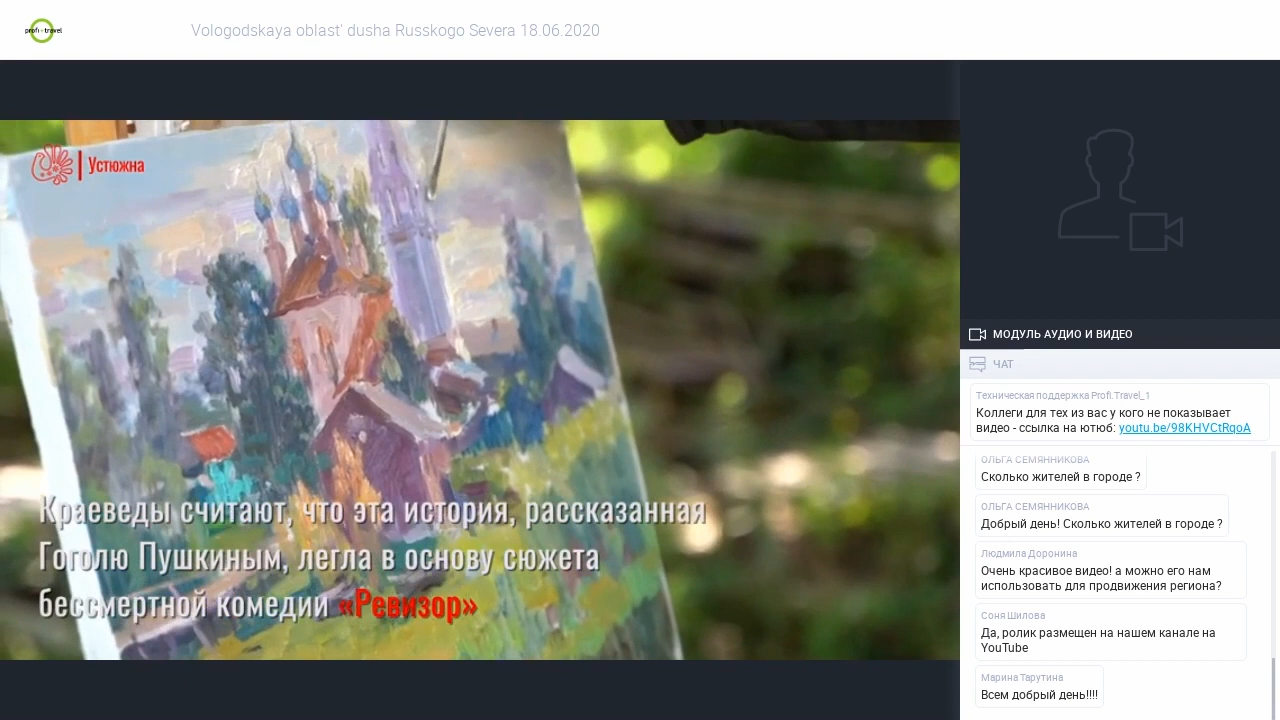 profi travel
Vologodskaya oblast' dusha Russkogo Severa 18.06.2020
Устюжна
Краеведы считают, что эта история, рассказанная
Гоголю Пушкиным, легла в основу сюжета
бессмертной комедии «Ревизор»
МОДУЛЬ АУДИО И ВИДЕО
ЧАТ
Техническая поддержка Profi.Travel_1
Коллеги для тех из вас у кого не показывает
видео - ссылка на ютюб: youtu.be/98KHVCtRqoA
ОЛЬГА СЕМЯННИКОВА
Сколько жителей в городе ?
ОЛЬГА СЕМЯННИКОВА
Добрый день! Сколько жителей в городе ?
Людмила Доронина
Очень красивое видео! а можно его нам
использовать для продвижения региона?
Соня Шилова
Да, ролик размещен на нашем канале на
YouTube
Марина Тарутина
Всем добрый день!!!!